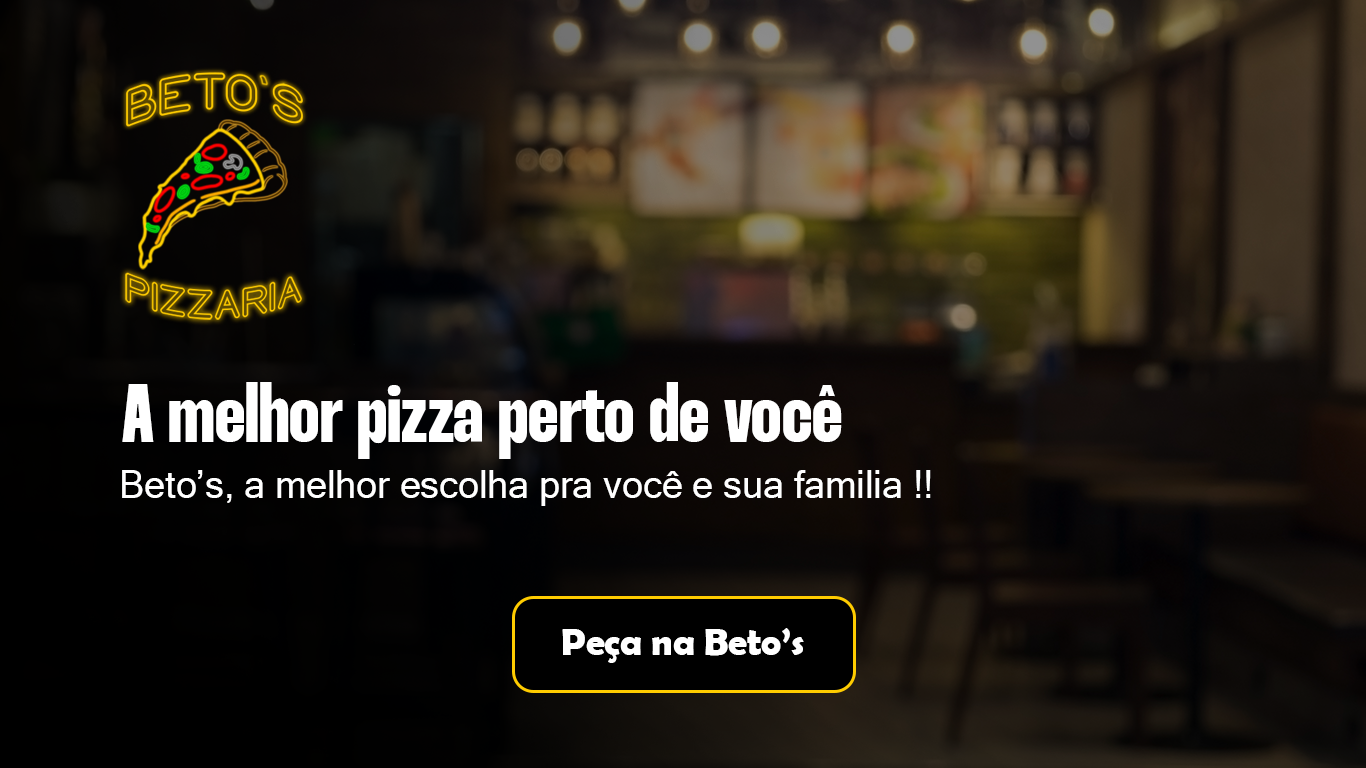 BETO'S
PIZZARIA
A melhor pizza perto de você
Beto’s, a melhor escolha pra você e sua familia !!
Peça na Beto’s